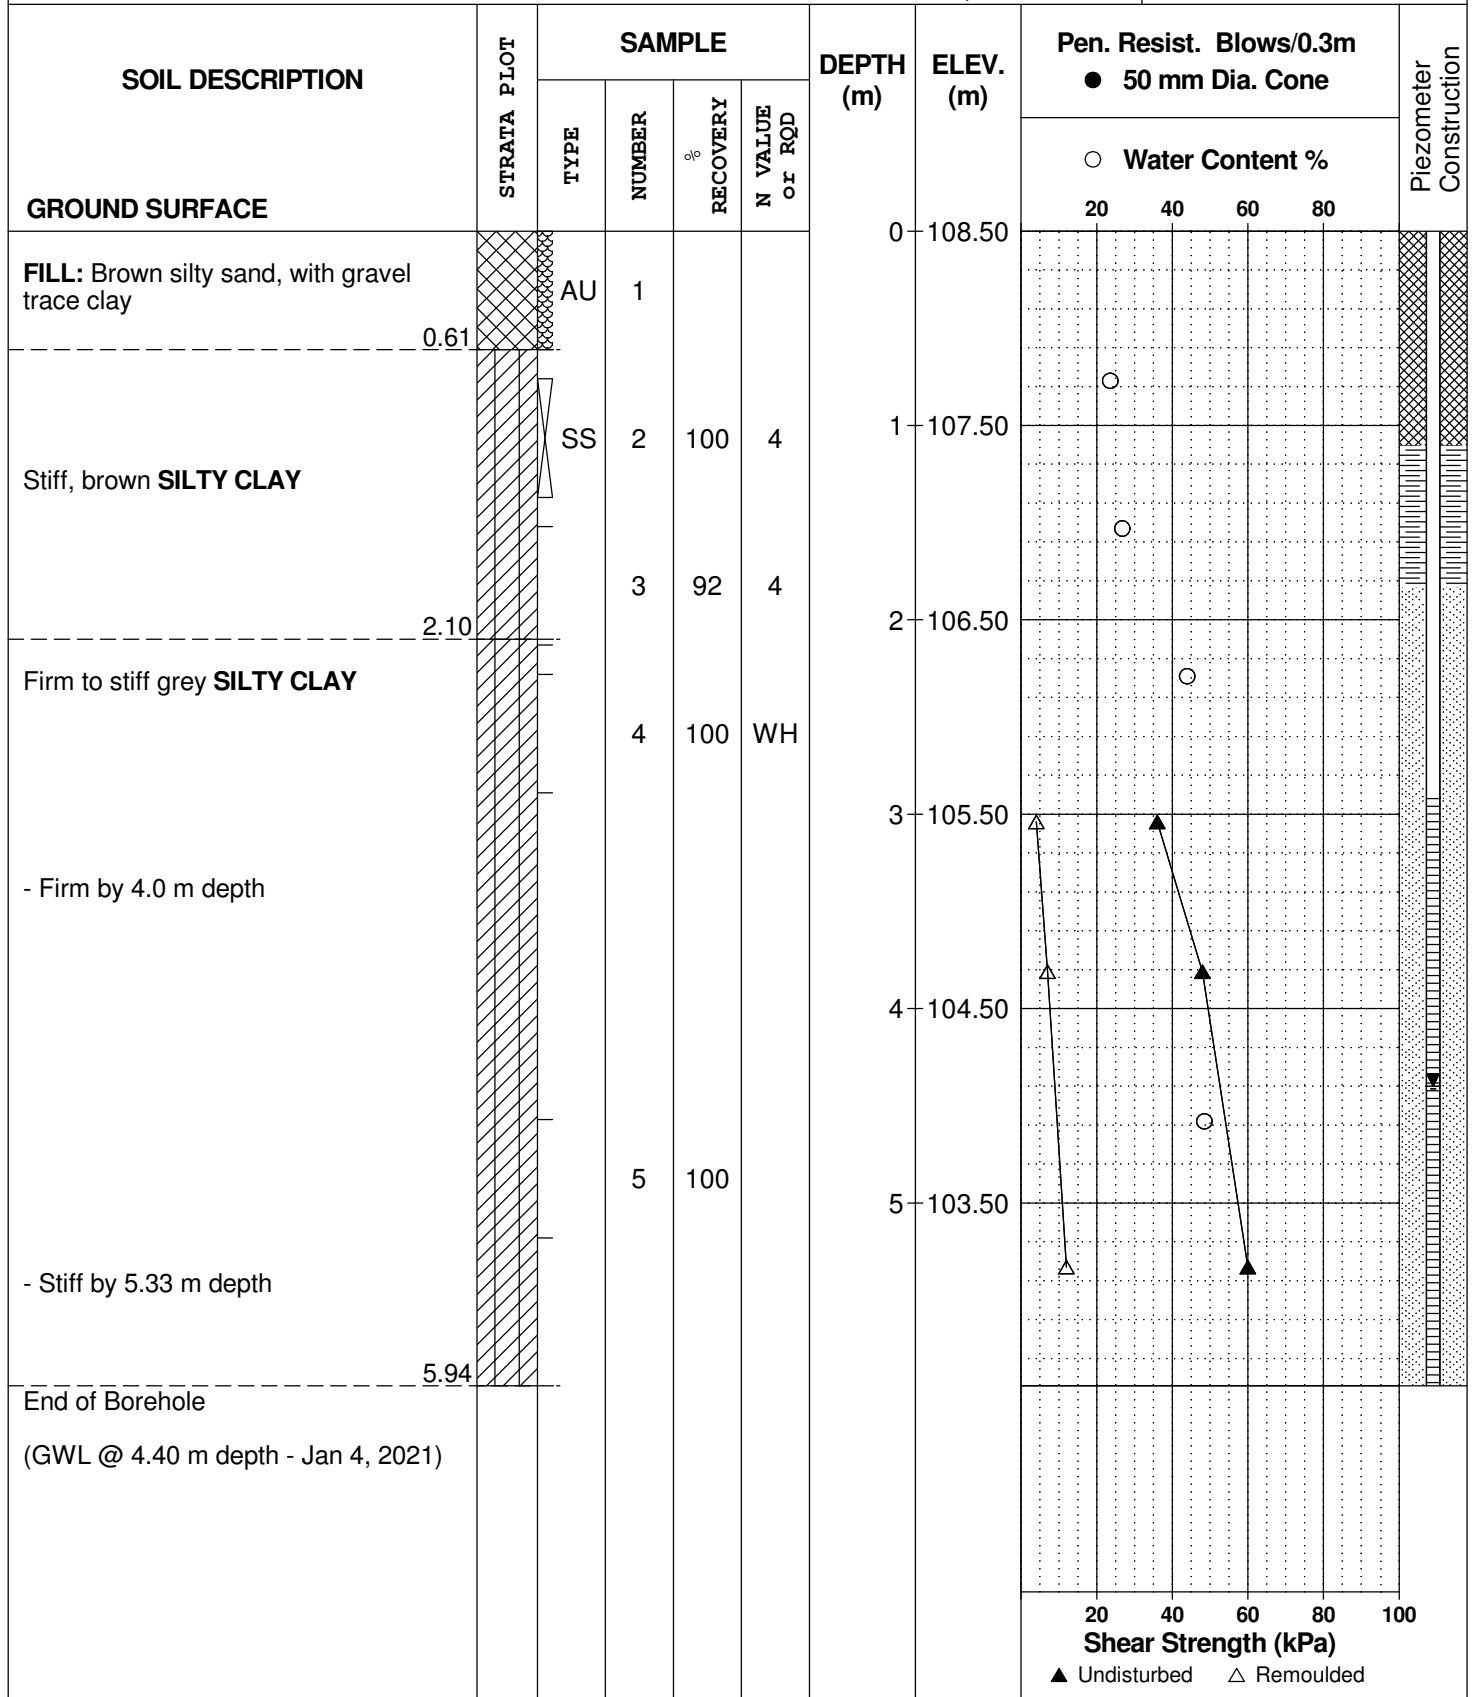 SOIL DESCRIPTION
GROUND SURFACE
STRATA PLOT
SAMPLE
TYPE
NUMBER
%
RECOVERY
N VALUE
or RQD
DEPTH
(m)
ELEV.
(m)
Pen. Resist. Blows/0.3m
● 50 mm Dia. Cone
○ Water Content %
20 40 60 80
Piezometer
Construction
0 108.50
FILL: Brown silty sand, with gravel
trace clay
0.61
AU 1
SS 2 100 4
1 107.50
Stiff, brown SILTY CLAY
3 92 4
2.10
2 106.50
Firm to stiff grey SILTY CLAY
4 100 WH
3 105.50
- Firm by 4.0 m depth
4 104.50
5 100
5 103.50
- Stiff by 5.33 m depth
5.94
End of Borehole
(GWL @ 4.40 m depth - Jan 4, 2021)
20 40 60 80 100
Shear Strength (kPa)
▲ Undisturbed △ Remoulded